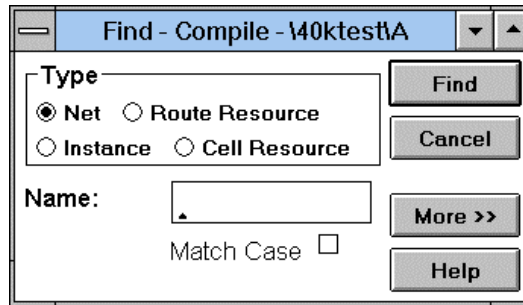 Find - Compile - \40ktest\A
Type
Net Route Resource
Instance Cell Resource
Find
Cancel
Name:
Match Case
More >>
Help